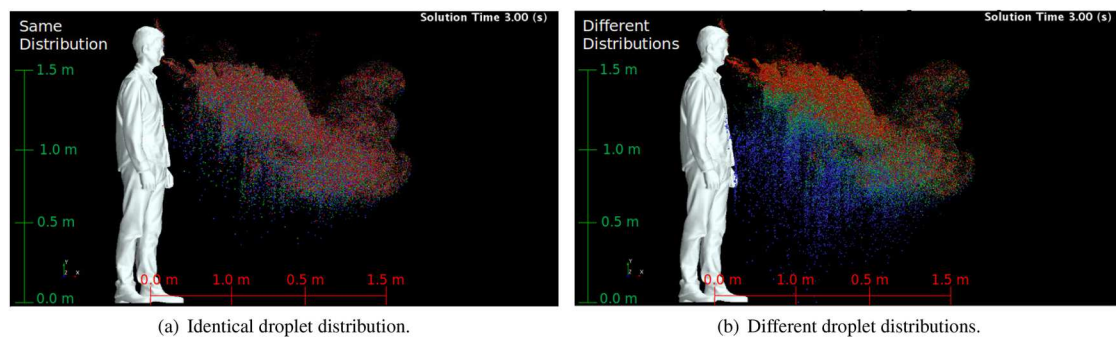 Same
Distribution
Solution Time 3.00 (s)
1.5 m
1.0 m
0.5 m
0.0 m
0.0 m 1.0 m 0.5 m 1.5 m
Y
Z X
(a) Identical droplet distribution.
Different
Distributions
Solution Time 3.00 (s)
1.5 m
1.0 m
0.5 m
0.0 m
0.0 m 1.0 m 0.5 m 1.5 m
Y
Z X
(b) Different droplet distributions.